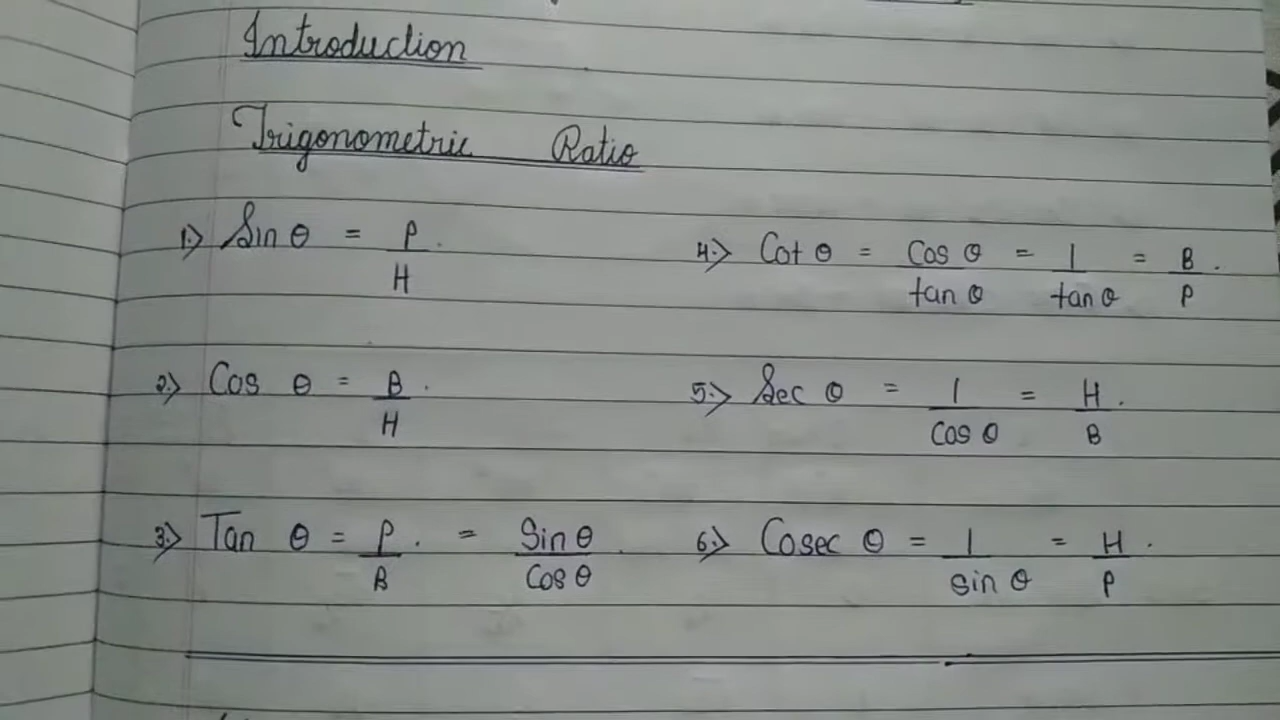 Introduction
Trigonometric Ratio
1.> Sin θ = P/H.
2.> Cos θ = B/H.
3.> Tan θ = P/B. = Sin θ/Cos θ.
4.> Cot θ = Cos θ/tan θ = 1/tan θ = B/P.
5.> Sec θ = 1/Cos θ = H/B.
6.> Cosec θ = 1/sin θ = H/P.